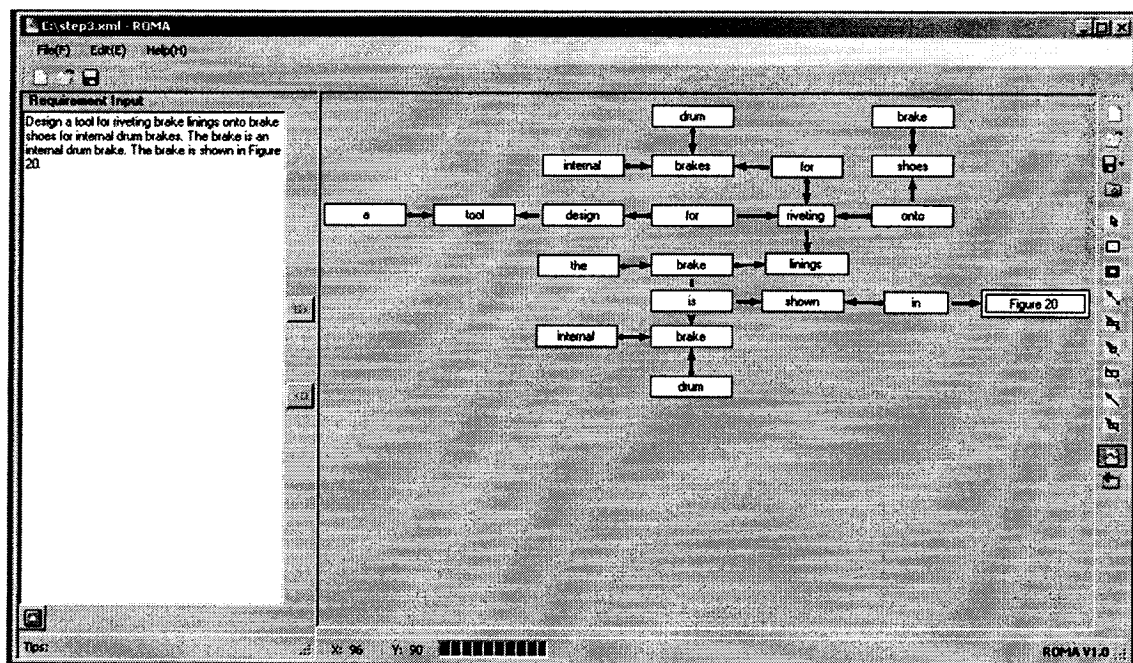 C:\step3.xml - ROMA
File(F) Edit(E) Help(H)
Requirement Input
Design a tool for riveting brake linings onto brake
shoes for internal drum brakes. The brake is an
internal drum brake. The brake is shown in Figure
20.
drum brake
internal brakes for shoes
a tool design for riveting onto
the brake linings
is shown in Figure 20
internal brake
drum
Tips: X: 96 Y: 90 ROMA V1.0